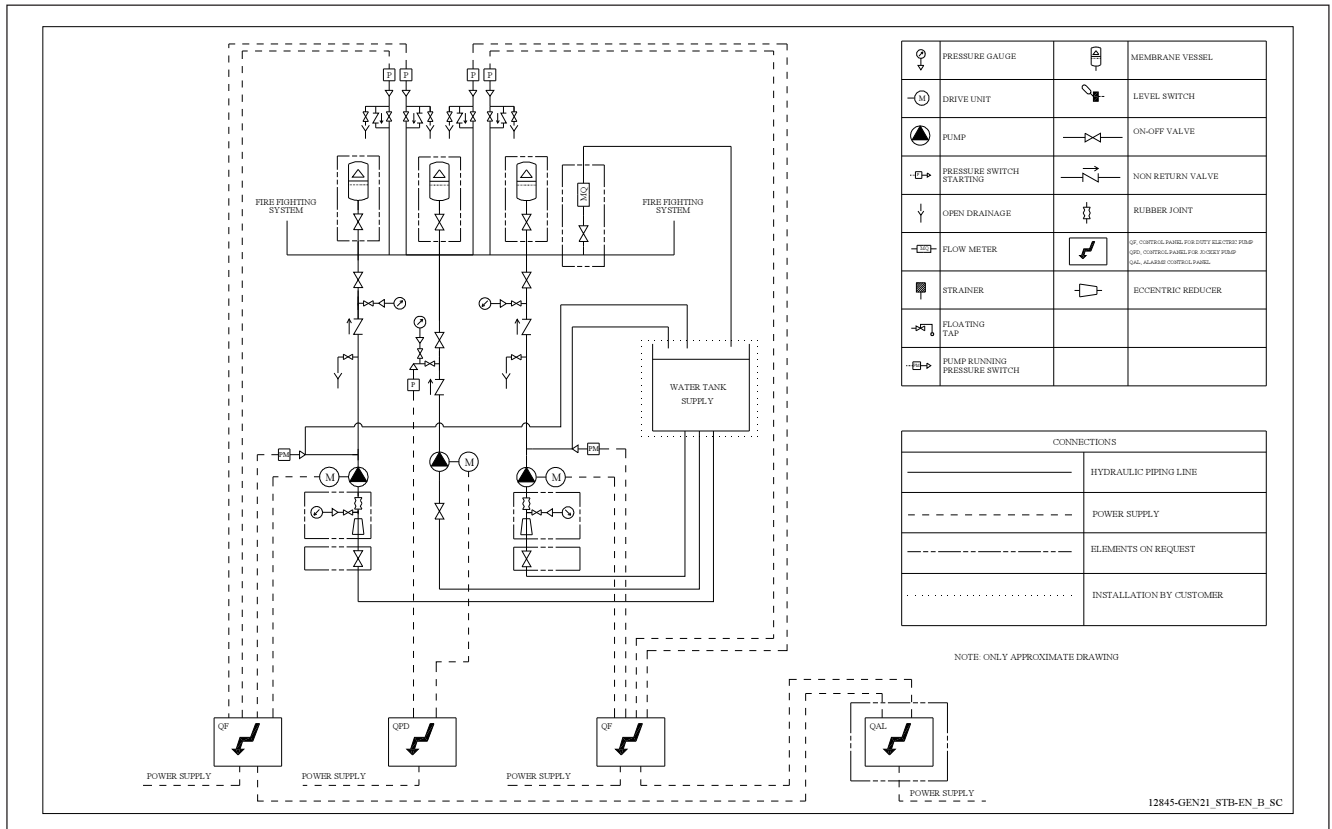 P
P
P
P
FIRE FIGHTING
SYSTEM
MQ
FIRE FIGHTING
SYSTEM
P
WATER TANK
SUPPLY
PM
PM
M
M
M
QF
QPD
QF
QAL
POWER SUPPLY
POWER SUPPLY
POWER SUPPLY
POWER SUPPLY
PRESSURE GAUGE
MEMBRANE VESSEL
M
DRIVE UNIT
LEVEL SWITCH
PUMP
ON-OFF VALVE
P
PRESSURE SWITCH
STARTING
NON RETURN VALVE
OPEN DRAINAGE
RUBBER JOINT
MQ
FLOW METER
QF, CONTROL PANEL FOR DUTY ELECTRIC PUMP
QPD, CONTROL PANEL FOR JOCKEY PUMP
QAL, ALARMS CONTROL PANEL
STRAINER
ECCENTRIC REDUCER
FLOATING
TAP
PM
PUMP RUNNING
PRESSURE SWITCH
CONNECTIONS
HYDRAULIC PIPING LINE
POWER SUPPLY
ELEMENTS ON REQUEST
INSTALLATION BY CUSTOMER
NOTE: ONLY APPROXIMATE DRAWING
12845-GEN21_STB-EN_B_SC